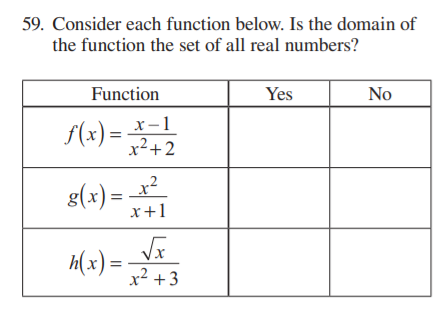 59. Consider each function below. Is the domain of
the function the set of all real numbers?
Function Yes No
f(x) = x−1 / x²+2
g(x) = x² / x+1
h(x) = √x / x² +3